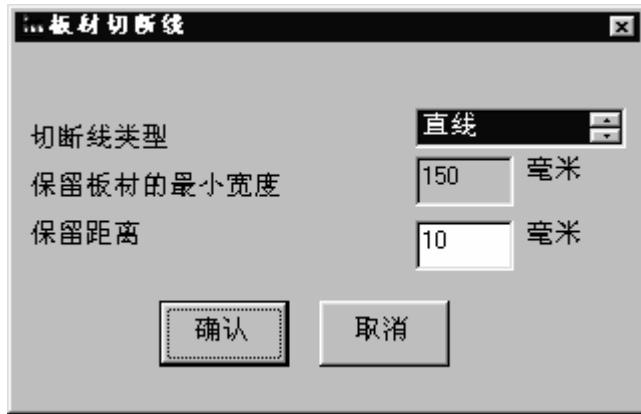 板材切断线
切断线类型 直线
保留板材的最小宽度 150 毫米
保留距离 10 毫米
确认 取消